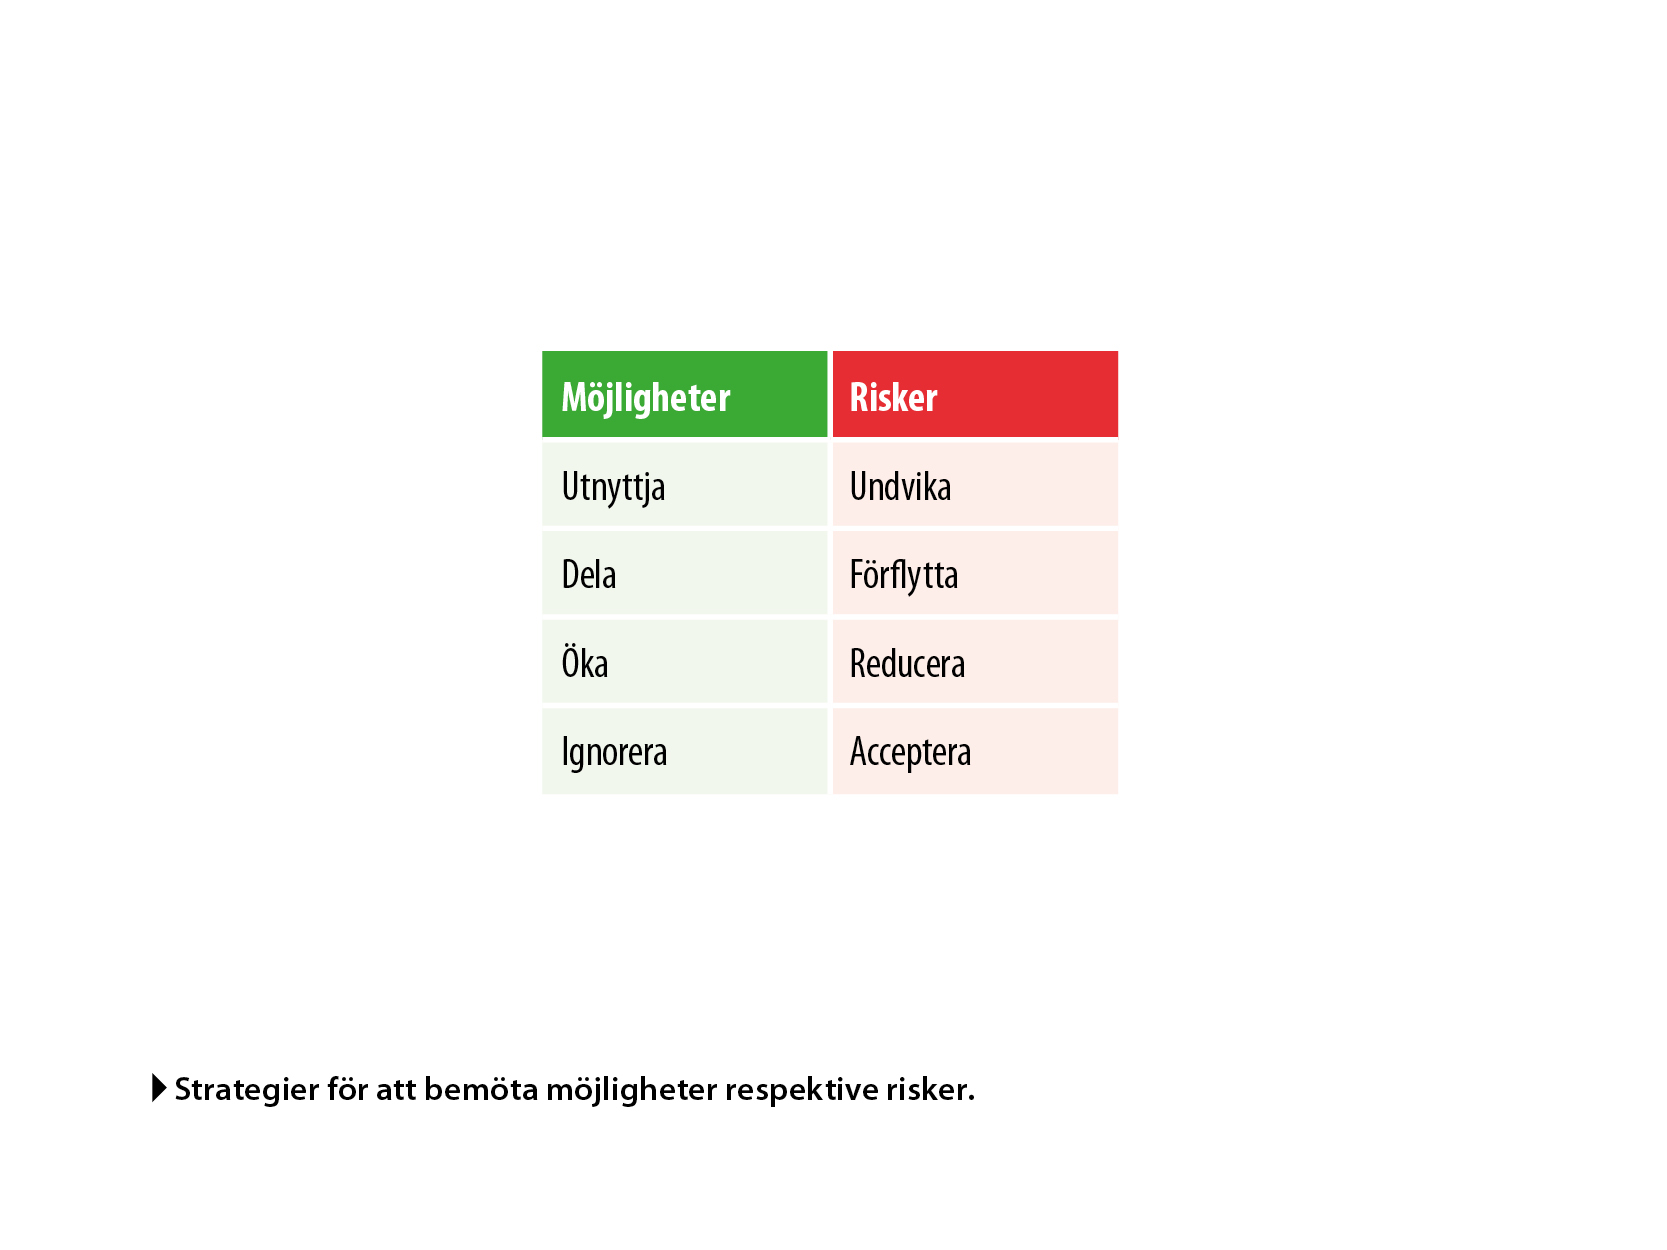 Möjligheter Risker
Utnyttja Undvika
Dela Förflytta
Öka Reducera
Ignorera Acceptera
Strategier för att bemöta möjligheter respektive risker.